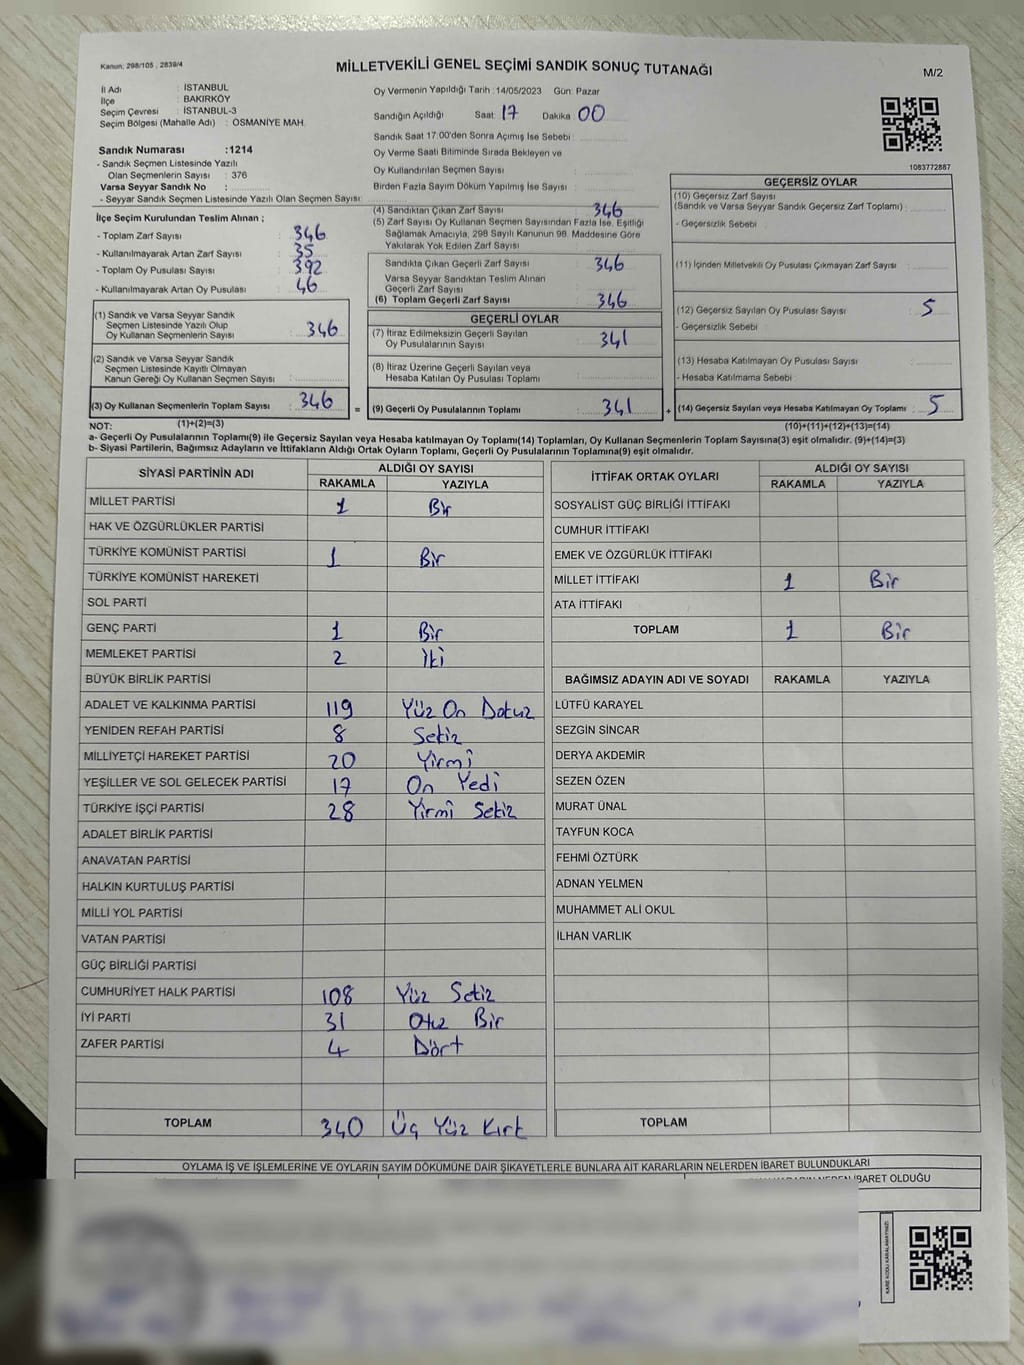 Kanun: 298/105 , 2839/4
MİLLETVEKİLİ GENEL SEÇİMİ SANDIK SONUÇ TUTANAĞI
M/2
İl Adı : İSTANBUL
İlçe : BAKIRKÖY
Seçim Çevresi : İSTANBUL-3
Seçim Bölgesi (Mahalle Adı) : OSMANİYE MAH.
Oy Vermenin Yapıldığı Tarih : 14/05/2023 Gün: Pazar
Sandığın Açıldığı Saat 17 Dakika 00
Sandık Saat 17:00'den Sonra Açımış İse Sebebi :
Oy Verme Saati Bitiminde Sırada Bekleyen ve
Oy Kullandırılan Seçmen Sayısı
Birden Fazla Sayım Döküm Yapılmış İse Sayısı :
1083772887
Sandık Numarası :1214
- Sandık Seçmen Listesinde Yazılı
Olan Seçmenlerin Sayısı : 376
Varsa Seyyar Sandık No :
- Seyyar Sandık Seçmen Listesinde Yazılı Olan Seçmen Sayısı
İlçe Seçim Kurulundan Teslim Alınan ;
- Toplam Zarf Sayısı 346
- Kullanılmayarak Artan Zarf Sayısı 35
- Toplam Oy Pusulası Sayısı 392
- Kullanılmayarak Artan Oy Pusulası 46
(1) Sandık ve Varsa Seyyar Sandık
Seçmen Listesinde Yazılı Olup
Oy Kullanan Seçmenlerin Sayısı 346
(2) Sandık ve Varsa Seyyar Sandık
Seçmen Listesinde Kayıtlı Olmayan
Kanun Gereği Oy Kullanan Seçmen Sayısı
(3) Oy Kullanan Seçmenlerin Toplam Sayısı : 346
(1)+(2)=(3)
(4) Sandıktan Çıkan Zarf Sayısı 346
(5) Zarf Sayısı Oy Kullanan Seçmen Sayısından Fazla İse, Eşitliği
Sağlamak Amacıyla, 298 Sayılı Kanunun 98. Maddesine Göre
Yakılarak Yok Edilen Zarf Sayısı
Sandıkta Çıkan Geçerli Zarf Sayısı 346
Varsa Seyyar Sandıktan Teslim Alınan
Geçerli Zarf Sayısı
(6) Toplam Geçerli Zarf Sayısı 346
GEÇERLİ OYLAR
(7) İtiraz Edilmeksizin Geçerli Sayılan
Oy Pusulalarının Sayısı 341
(8) İtiraz Üzerine Geçerli Sayılan veya
Hesaba Katılan Oy Pusulası Toplamı
= (9) Geçerli Oy Pusulalarının Toplamı : 341
GEÇERSİZ OYLAR
(10) Geçersiz Zarf Sayısı
(Sandık ve Varsa Seyyar Sandık Geçersiz Zarf Toplamı) :
- Geçersizlik Sebebi :
(11) İçinden Milletvekili Oy Pusulası Çıkmayan Zarf Sayısı
(12) Geçersiz Sayılan Oy Pusulası Sayısı : 5
- Geçersizlik Sebebi :
(13) Hesaba Katılmayan Oy Pusulası Sayısı
- Hesaba Katılmama Sebebi :
+ (14) Geçersiz Sayılan veya Hesaba Katılmayan Oy Toplamı : 5
(10)+(11)+(12)+(13)=(14)
NOT:
a- Geçerli Oy Pusulalarının Toplamı(9) ile Geçersiz Sayılan veya Hesaba katılmayan Oy Toplamı(14) Toplamları, Oy Kullanan Seçmenlerin Toplam Sayısına(3) eşit olmalıdır. (9)+(14)=(3)
b- Siyasi Partilerin, Bağımsız Adayların ve İttifakların Aldığı Ortak Oyların Toplamı, Geçerli Oy Pusulalarının Toplamına(9) eşit olmalıdır.
SİYASİ PARTİNİN ADI ALDIĞI OY SAYISI
RAKAMLA YAZIYLA
MİLLET PARTİSİ 1 Bir
HAK VE ÖZGÜRLÜKLER PARTİSİ
TÜRKİYE KOMÜNİST PARTİSİ 1 Bir
TÜRKİYE KOMÜNİST HAREKETİ
SOL PARTİ
GENÇ PARTİ 1 Bir
MEMLEKET PARTİSİ 2 İki
BÜYÜK BİRLİK PARTİSİ
ADALET VE KALKINMA PARTİSİ 119 Yüz On Dokuz
YENİDEN REFAH PARTİSİ 8 Sekiz
MİLLİYETÇİ HAREKET PARTİSİ 20 Yirmi
YEŞİLLER VE SOL GELECEK PARTİSİ 17 On Yedi
TÜRKİYE İŞÇİ PARTİSİ 28 Yirmi Sekiz
ADALET BİRLİK PARTİSİ
ANAVATAN PARTİSİ
HALKIN KURTULUŞ PARTİSİ
MİLLİ YOL PARTİSİ
VATAN PARTİSİ
GÜÇ BİRLİĞİ PARTİSİ
CUMHURİYET HALK PARTİSİ 108 Yüz Sekiz
İYİ PARTİ 31 Otuz Bir
ZAFER PARTİSİ 4 Dört
TOPLAM 340 Üç Yüz Kırk
İTTİFAK ORTAK OYLARI ALDIĞI OY SAYISI
RAKAMLA YAZIYLA
SOSYALİST GÜÇ BİRLİĞİ İTTİFAKI
CUMHUR İTTİFAKI
EMEK VE ÖZGÜRLÜK İTTİFAKI
MİLLET İTTİFAKI 1 Bir
ATA İTTİFAKI
TOPLAM 1 Bir
BAĞIMSIZ ADAYIN ADI VE SOYADI RAKAMLA YAZIYLA
LÜTFÜ KARAYEL
SEZGİN SİNCAR
DERYA AKDEMİR
SEZEN ÖZEN
MURAT ÜNAL
TAYFUN KOCA
FEHMİ ÖZTÜRK
ADNAN YELMEN
MUHAMMET ALİ OKUL
İLHAN VARLIK
TOPLAM
OYLAMA İŞ VE İŞLEMLERİNE VE OYLARIN SAYIM DÖKÜMÜNE DAİR ŞİKAYETLERLE BUNLARA AİT KARARLARIN NELERDEN İBARET BULUNDUKLARI
İBARET OLDUĞU
KARE KODU KARALAMAYINIZ!